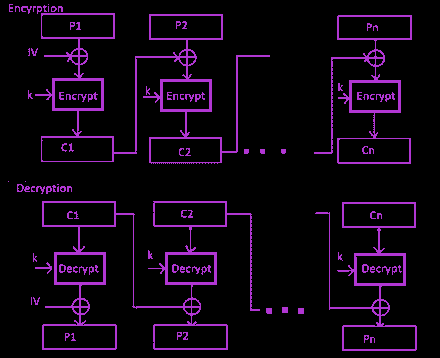 Encyrption
P1 P2 Pn
IV
k Encrypt k Encrypt k Encrypt
C1 C2 Cn
Decryption
C1 C2 Cn
k Decrypt k Decrypt k Decrypt
IV
P1 P2 Pn